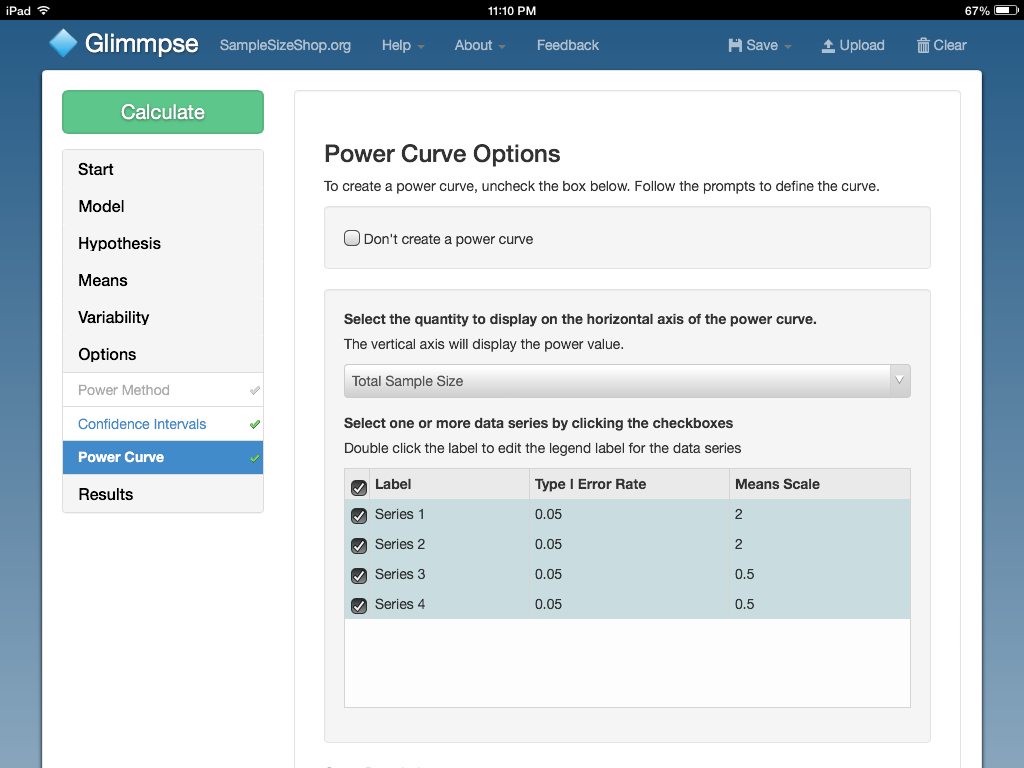 iPad 11:10 PM 67%
Glimmpse SampleSizeShop.org Help About Feedback Save Upload Clear
Calculate
Start
Model
Hypothesis
Means
Variability
Options
Power Method
Confidence Intervals
Power Curve
Results
Power Curve Options
To create a power curve, uncheck the box below. Follow the prompts to define the curve.
Don't create a power curve
Select the quantity to display on the horizontal axis of the power curve.
The vertical axis will display the power value.
Total Sample Size
Select one or more data series by clicking the checkboxes
Double click the label to edit the legend label for the data series
Label Type I Error Rate Means Scale
Series 1 0.05 2
Series 2 0.05 2
Series 3 0.05 0.5
Series 4 0.05 0.5